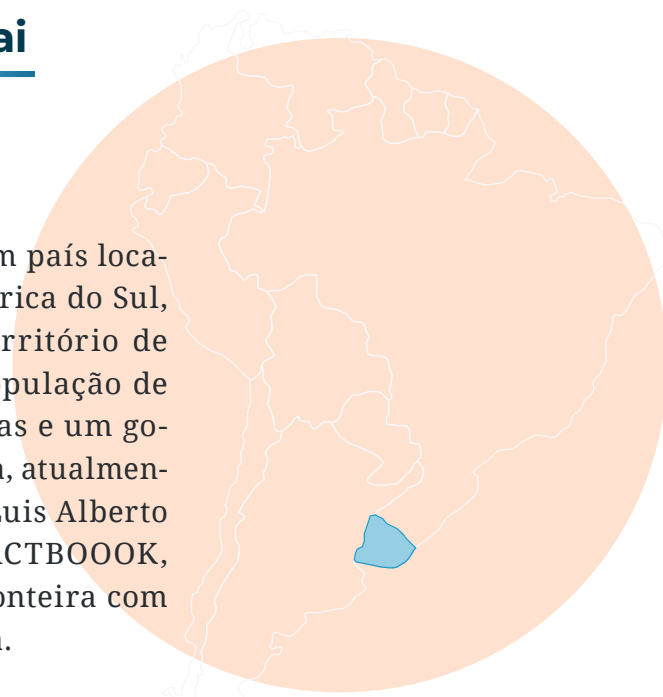 ai
m país loca-
rica do Sul,
rritório de
pulação de
as e um go-
, atualmen-
uis Alberto
CTBOOOK,
onteira com
.